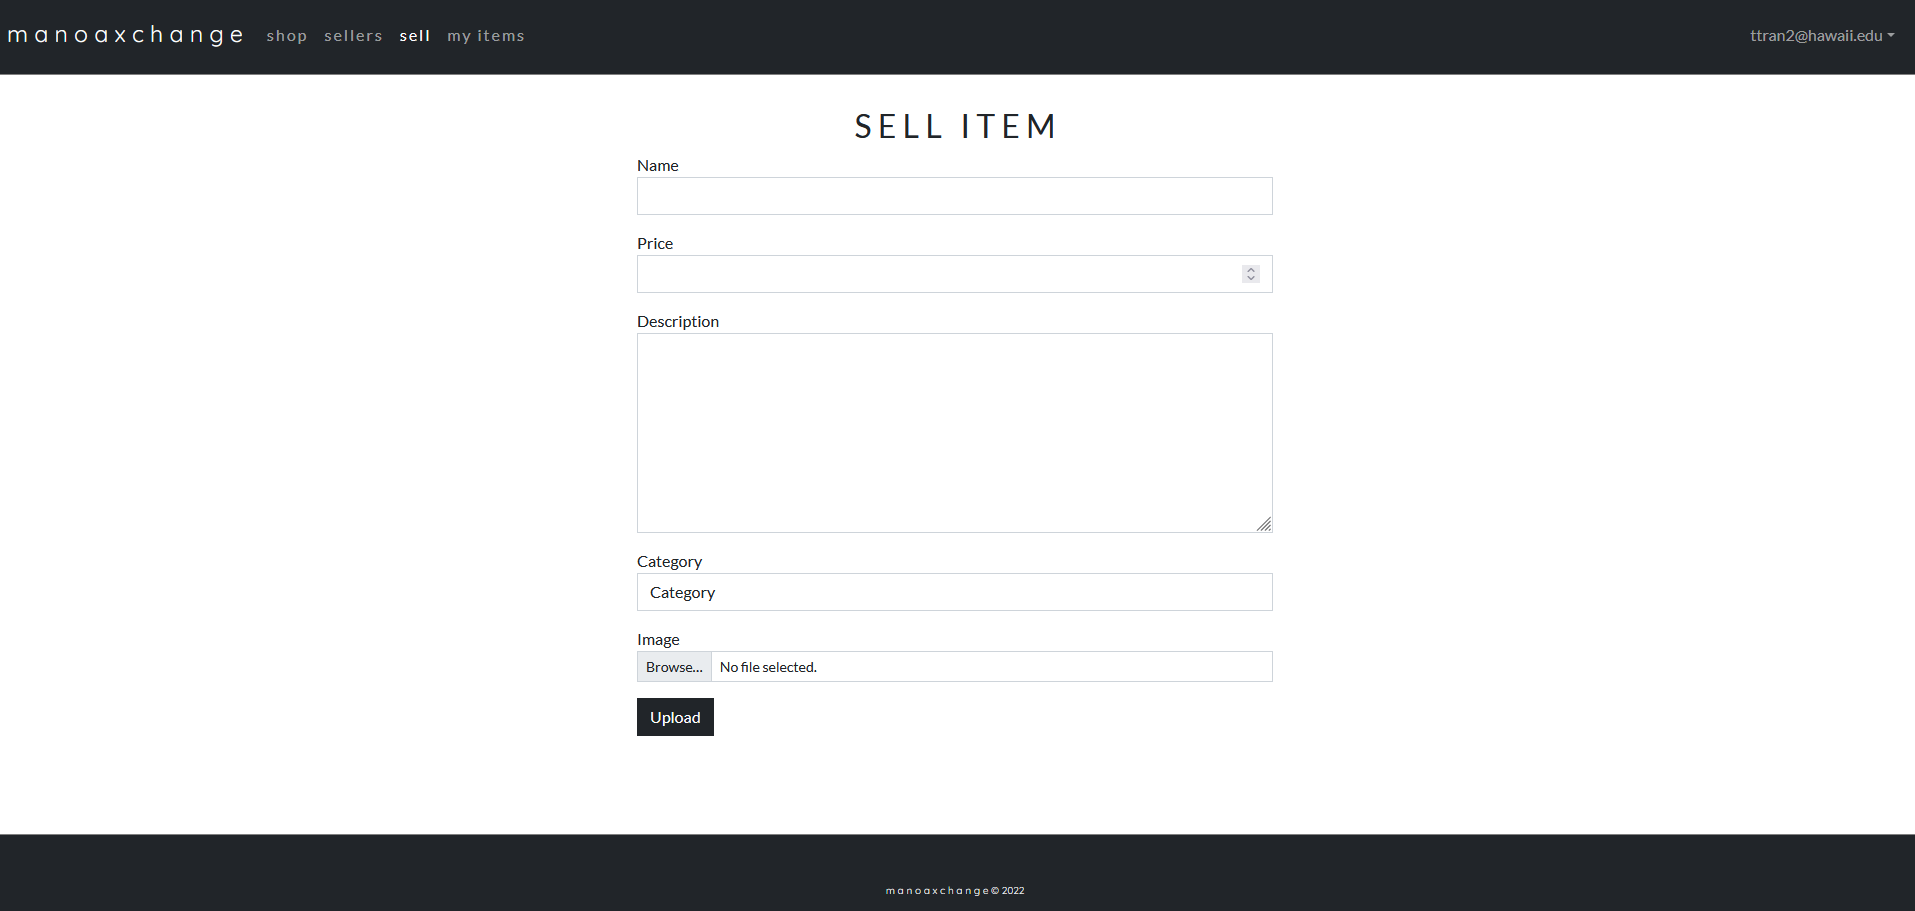 manoaxchange shop sellers sell my items ttran2@hawaii.edu
SELL ITEM
Name
Price
Description
Category
Category
Image
Browse... No file selected.
Upload
manoaxchange© 2022